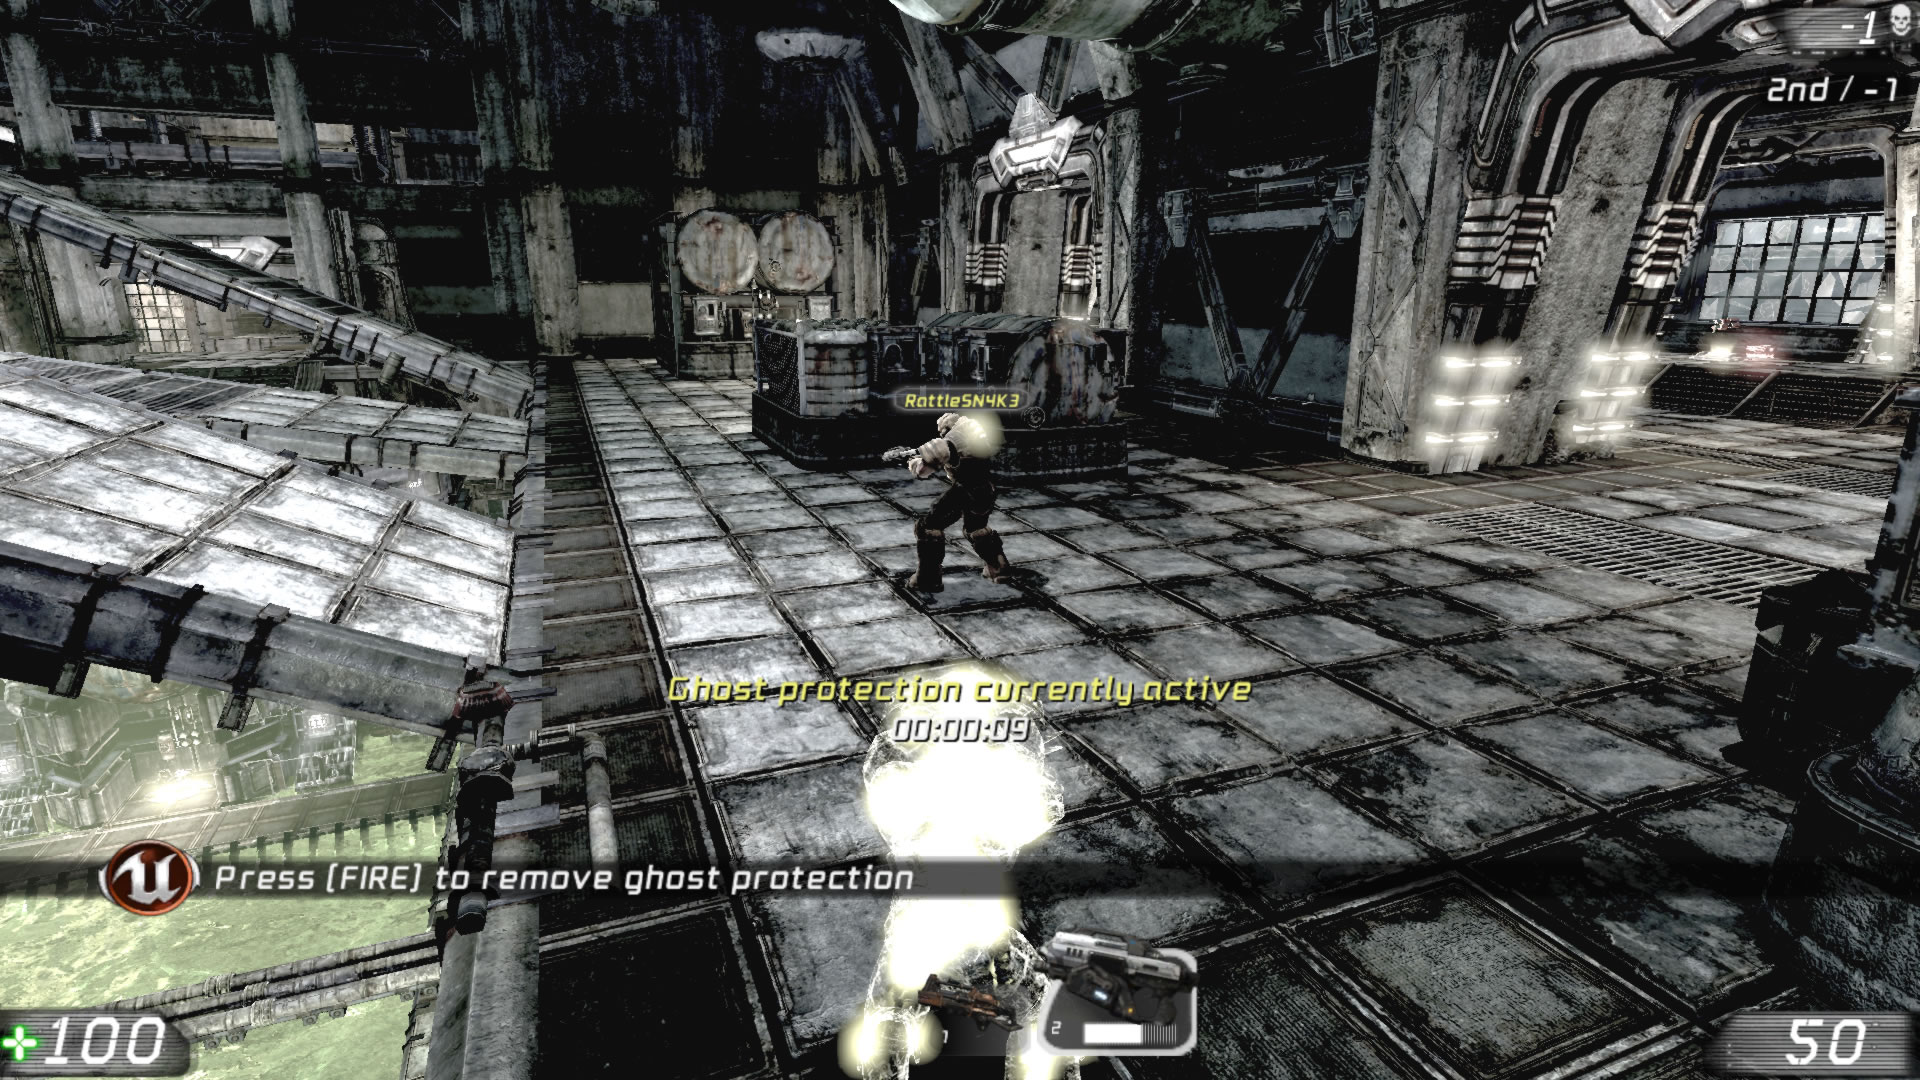 -1
2nd / -1
RattleSN4K3
Ghost protection currently active
00:00:09
Press [FIRE] to remove ghost protection
2
100
50